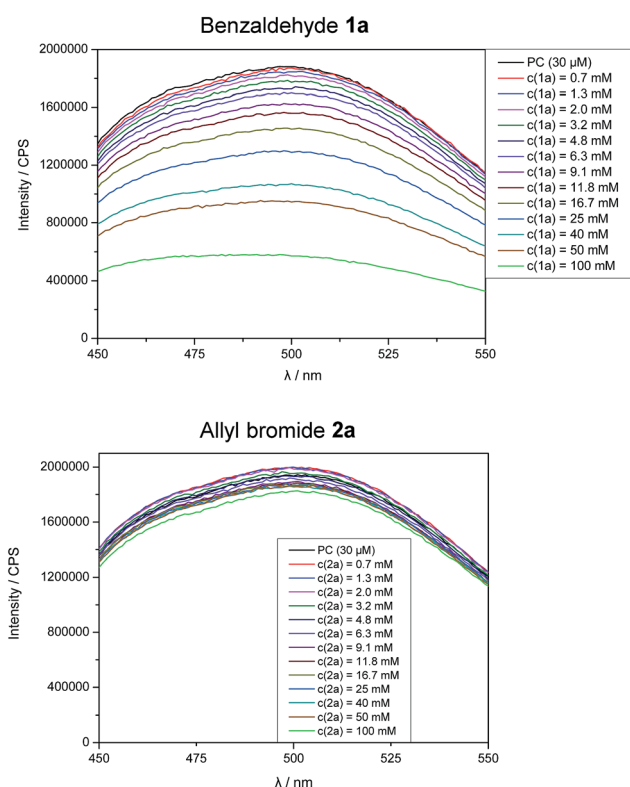 Benzaldehyde 1a
2000000
1600000
1200000
800000
400000
0
Intensity / CPS
450
475
500
525
550
λ / nm
PC (30 μM)
c(1a) = 0.7 mM
c(1a) = 1.3 mM
c(1a) = 2.0 mM
c(1a) = 3.2 mM
c(1a) = 4.8 mM
c(1a) = 6.3 mM
c(1a) = 9.1 mM
c(1a) = 11.8 mM
c(1a) = 16.7 mM
c(1a) = 25 mM
c(1a) = 40 mM
c(1a) = 50 mM
c(1a) = 100 mM
Allyl bromide 2a
2000000
1600000
1200000
800000
400000
0
Intensity / CPS
PC (30 μM)
c(2a) = 0.7 mM
c(2a) = 1.3 mM
c(2a) = 2.0 mM
c(2a) = 3.2 mM
c(2a) = 4.8 mM
c(2a) = 6.3 mM
c(2a) = 9.1 mM
c(2a) = 11.8 mM
c(2a) = 16.7 mM
c(2a) = 25 mM
c(2a) = 40 mM
c(2a) = 50 mM
c(2a) = 100 mM
450
475
500
525
550
λ / nm